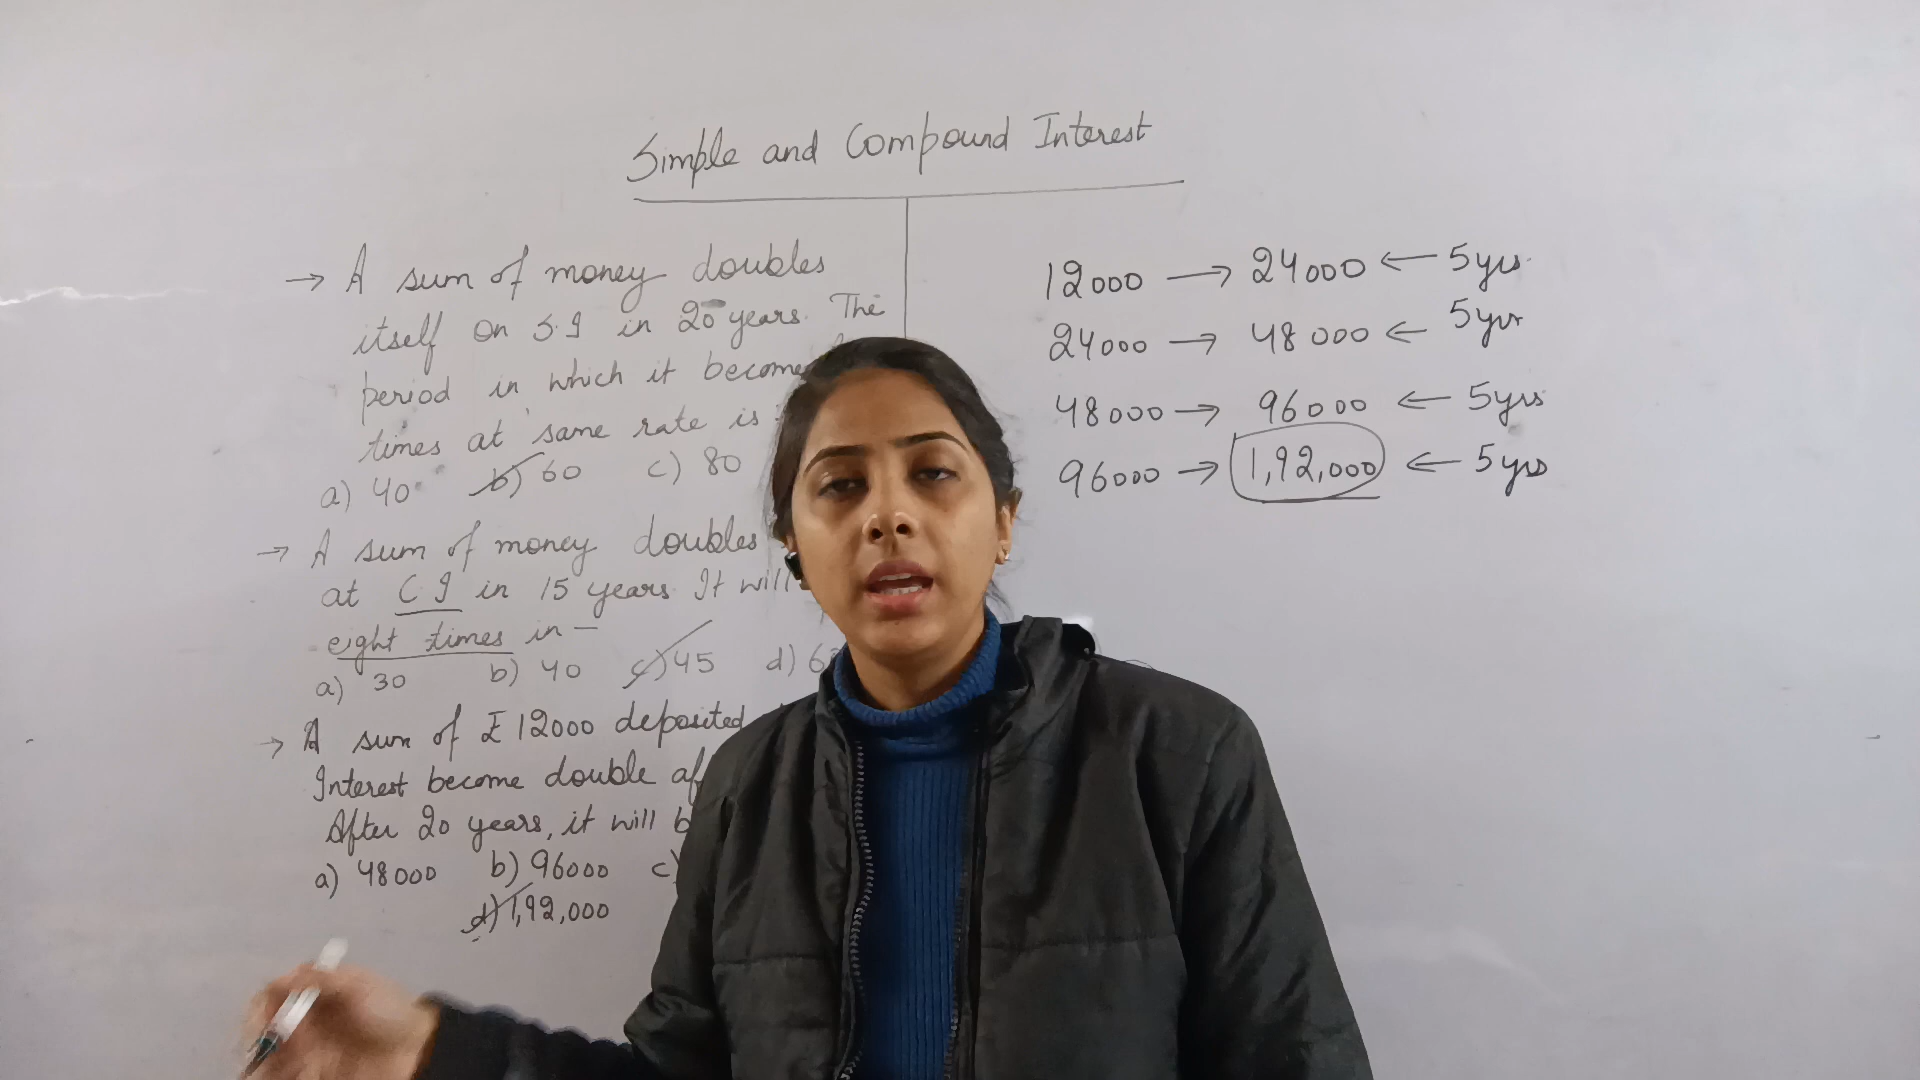 Simple and Compound Interest
→ A sum of money doubles
itself on S.I in 20 years. The
period in which it become
times at same rate is
a) 40 b) 60 c) 80
→ A sum of money doubles
at C I in 15 years. It will
eight times in —
a) 30 b) 40 c) 45 d)
→ A sum of ₤ 12000 deposited
Interest become double
After 20 years, it will
a) 48000 b) 96000 c)
d) 1,92,000
12000 → 24000 ← 5yrs.
24000 → 48000 ← 5yrs
48000 → 96000 ← 5yrs
96000 → 1,92,000 ← 5yrs